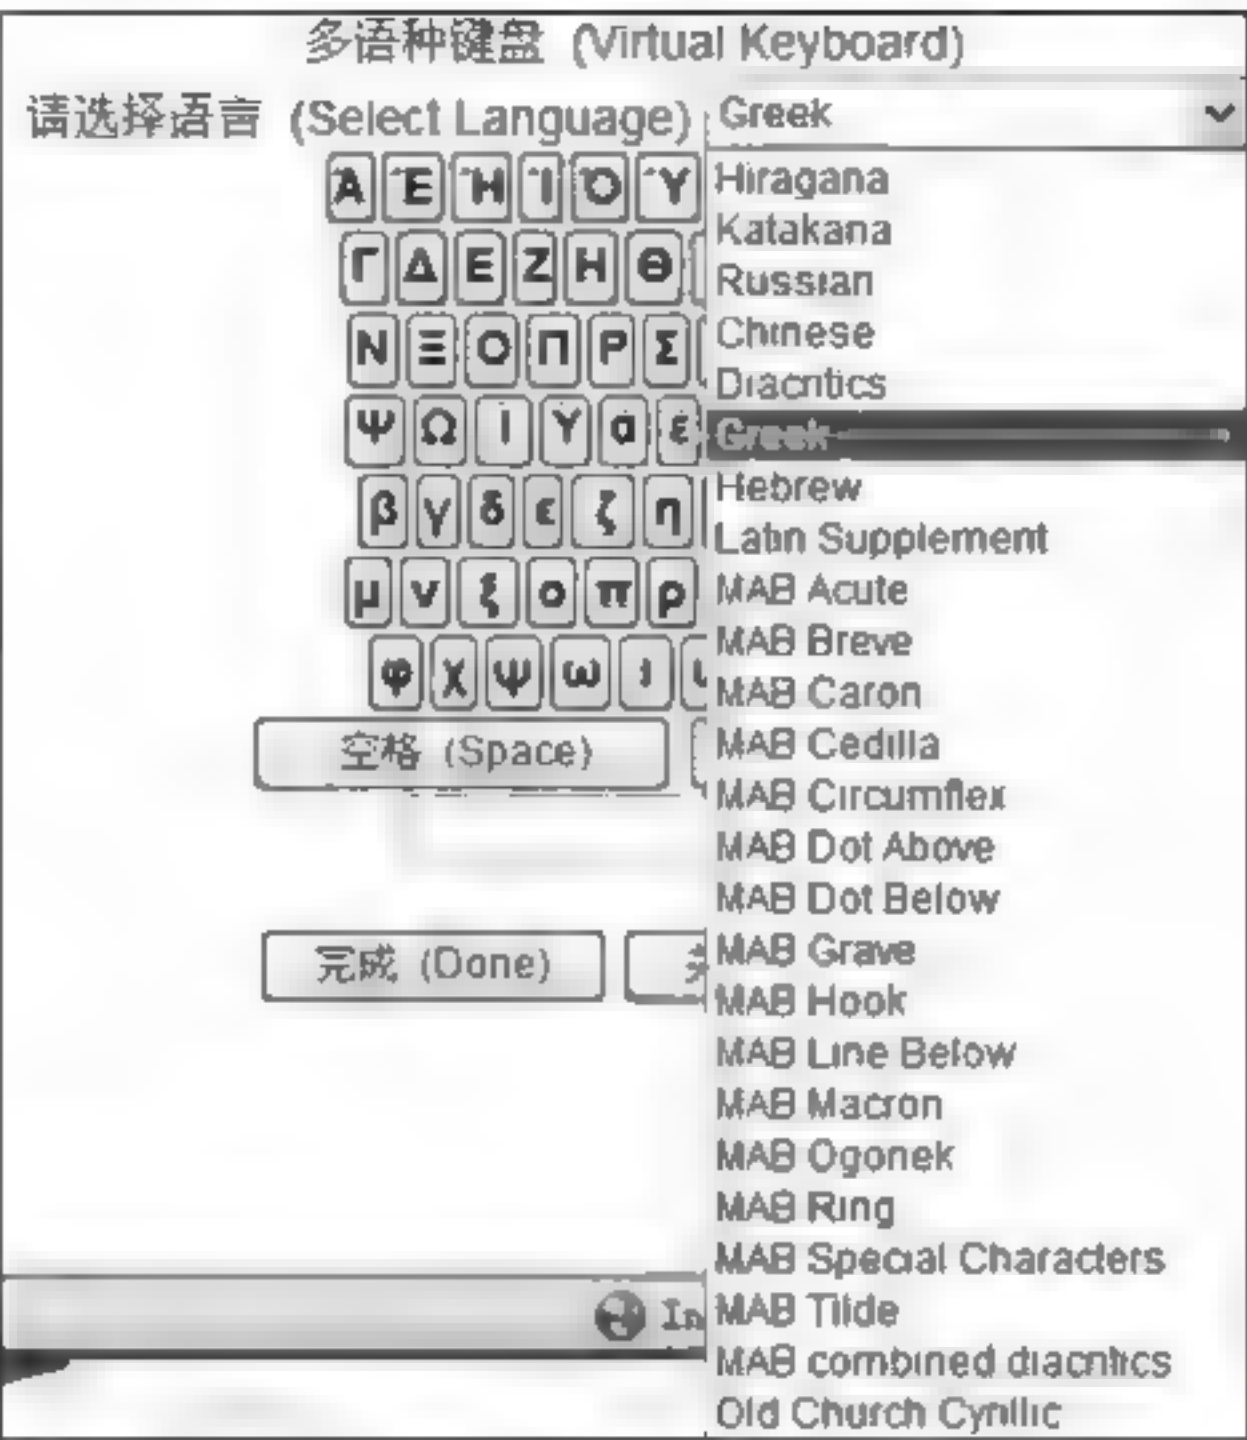 多语种键盘 (Virtual Keyboard)
请选择语言 (Select Language) Greek
Ά Έ Ή Ί Ό Ύ
Γ Δ Ε Ζ Η Θ
Ν Ξ Ο Π Ρ Σ
Ψ Ω Ϊ Ϋ ά έ
β γ δ ε ζ η
μ ν ξ ο π ρ
φ χ ψ ω ϊ
空格 (Space)
完成 (Done)
Hiragana
Katakana
Russian
Chinese
Diacritics
Greek
Hebrew
Latin Supplement
MAB Acute
MAB Breve
MAB Caron
MAB Cedilla
MAB Circumflex
MAB Dot Above
MAB Dot Below
MAB Grave
MAB Hook
MAB Line Below
MAB Macron
MAB Ogonek
MAB Ring
MAB Special Characters
MAB Tilde
MAB combined diacritics
Old Church Cyrillic